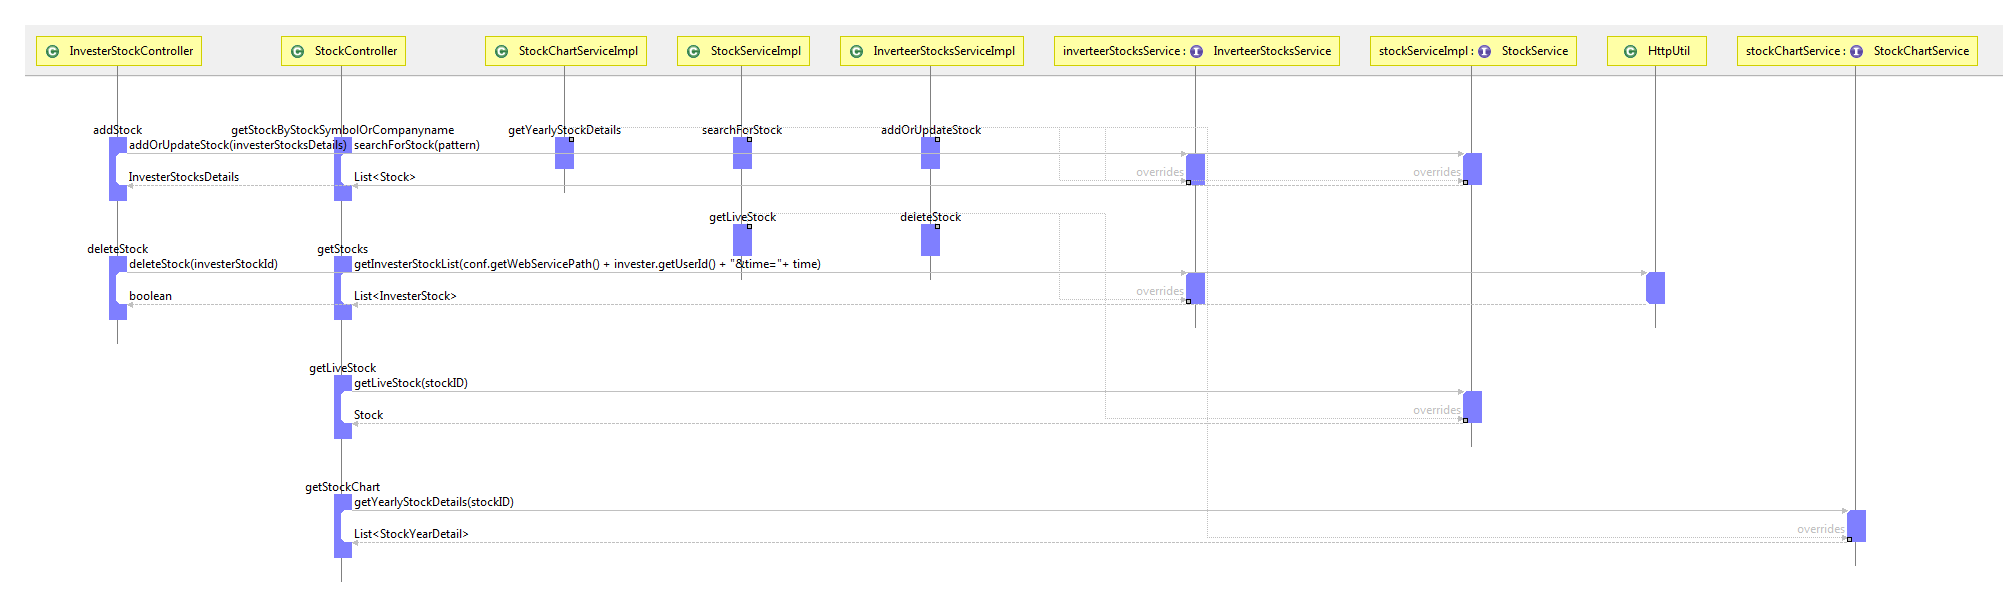 InvesterStockController
StockController
StockChartServiceImpl
StockServiceImpl
InverteerStocksServiceImpl
inverteerStocksService : InverteerStocksService
stockServiceImpl : StockService
HttpUtil
stockChartService : StockChartService
addStock
getStockByStockSymbolOrCompanyname
getYearlyStockDetails
searchForStock
addOrUpdateStock
addOrUpdateStock(investerStocksDetails)
searchForStock(pattern)
overrides
overrides
InvesterStocksDetails
List<Stock>
getLiveStock
deleteStock
deleteStock
getStocks
deleteStock(investerStockId)
getInvesterStockList(conf.getWebServicePath() + invester.getUserId() + "&time="+ time)
overrides
boolean
List<InvesterStock>
getLiveStock
getLiveStock(stockID)
overrides
Stock
getStockChart
getYearlyStockDetails(stockID)
overrides
List<StockYearDetail>